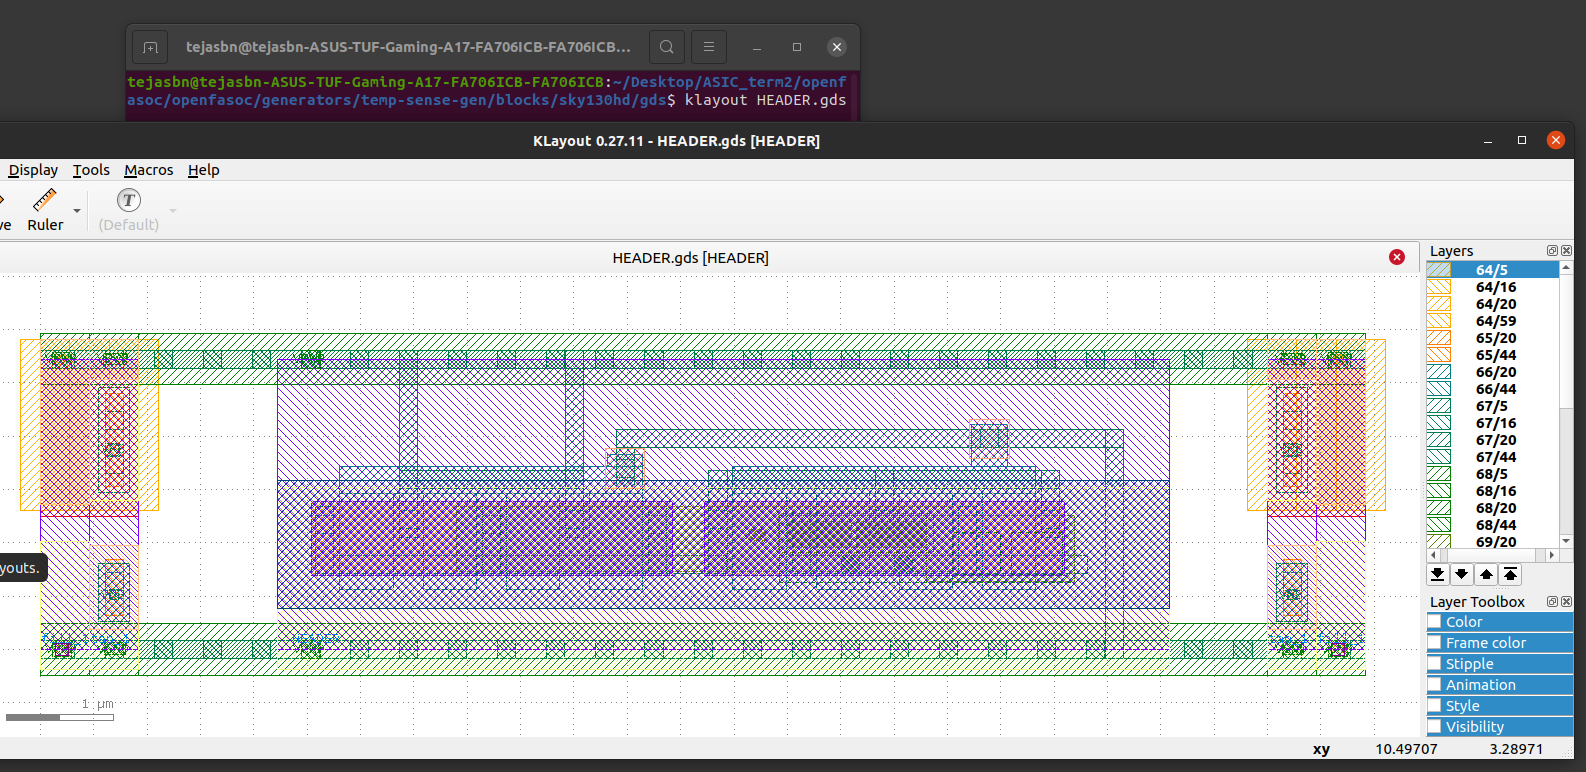 tejasbn@tejasbn-ASUS-TUF-Gaming-A17-FA706ICB-FA706ICB...
tejasbn@tejasbn-ASUS-TUF-Gaming-A17-FA706ICB-FA706ICB:~/Desktop/ASIC_term2/openf
asoc/openfasoc/generators/temp-sense-gen/blocks/sky130hd/gds$ klayout HEADER.gds
KLayout 0.27.11 - HEADER.gds [HEADER]
Display Tools Macros Help
ve Ruler T (Default)
HEADER.gds [HEADER]
Layers
64/5
64/16
64/20
64/59
65/20
65/44
66/20
66/44
67/5
67/16
67/20
67/44
68/5
68/16
68/20
68/44
69/20
youts.
HEADER
Layer Toolbox
Color
Frame color
Stipple
Animation
Style
Visibility
1 µm
xy 10.49707 3.28971